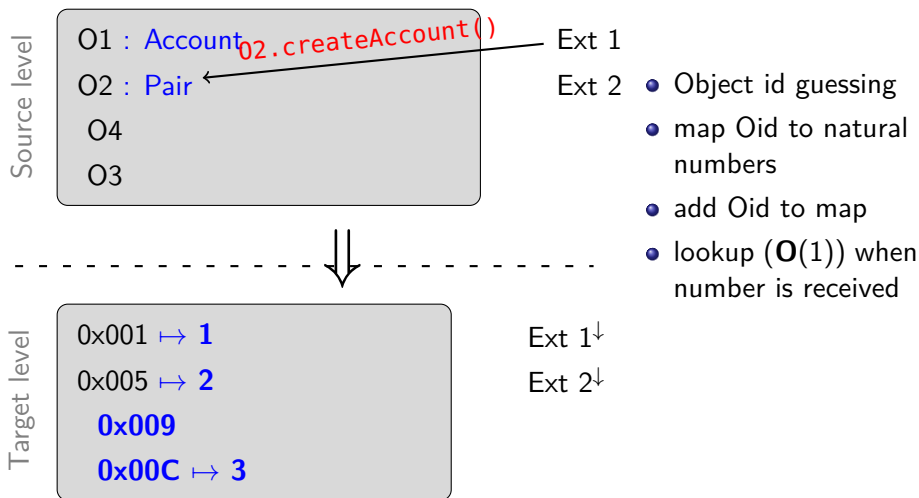 Source level
O1 : Account
O2.createAccount()
Ext 1
O2 : Pair
Ext 2
O4
O3
Object id guessing
map Oid to natural
numbers
add Oid to map
lookup (O(1)) when
number is received
Target level
0x001 ↦ 1
Ext 1↓
0x005 ↦ 2
Ext 2↓
0x009
0x00C ↦ 3